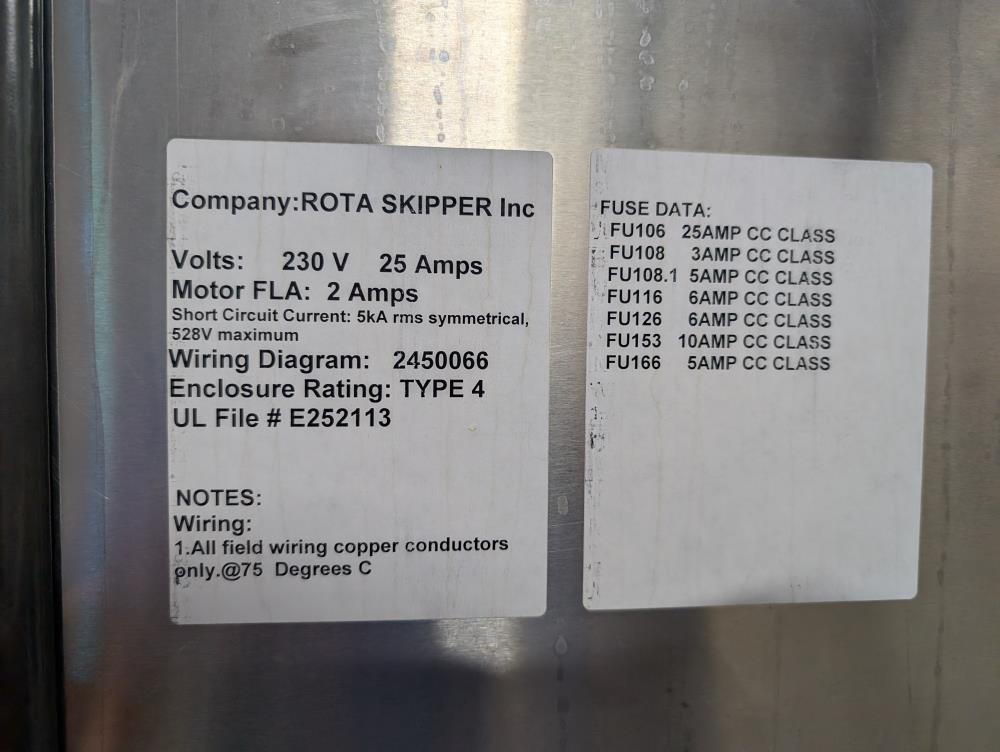 Company:ROTA SKIPPER Inc
Volts: 230 V 25 Amps
Motor FLA: 2 Amps
Short Circuit Current: 5kA rms symmetrical,
528V maximum
Wiring Diagram: 2450066
Enclosure Rating: TYPE 4
UL File # E252113
NOTES:
Wiring:
1.All field wiring copper conductors
only.@75 Degrees C
FUSE DATA:
FU106 25AMP CC CLASS
FU108 3AMP CC CLASS
FU108.1 5AMP CC CLASS
FU116 6AMP CC CLASS
FU126 6AMP CC CLASS
FU153 10AMP CC CLASS
FU166 5AMP CC CLASS